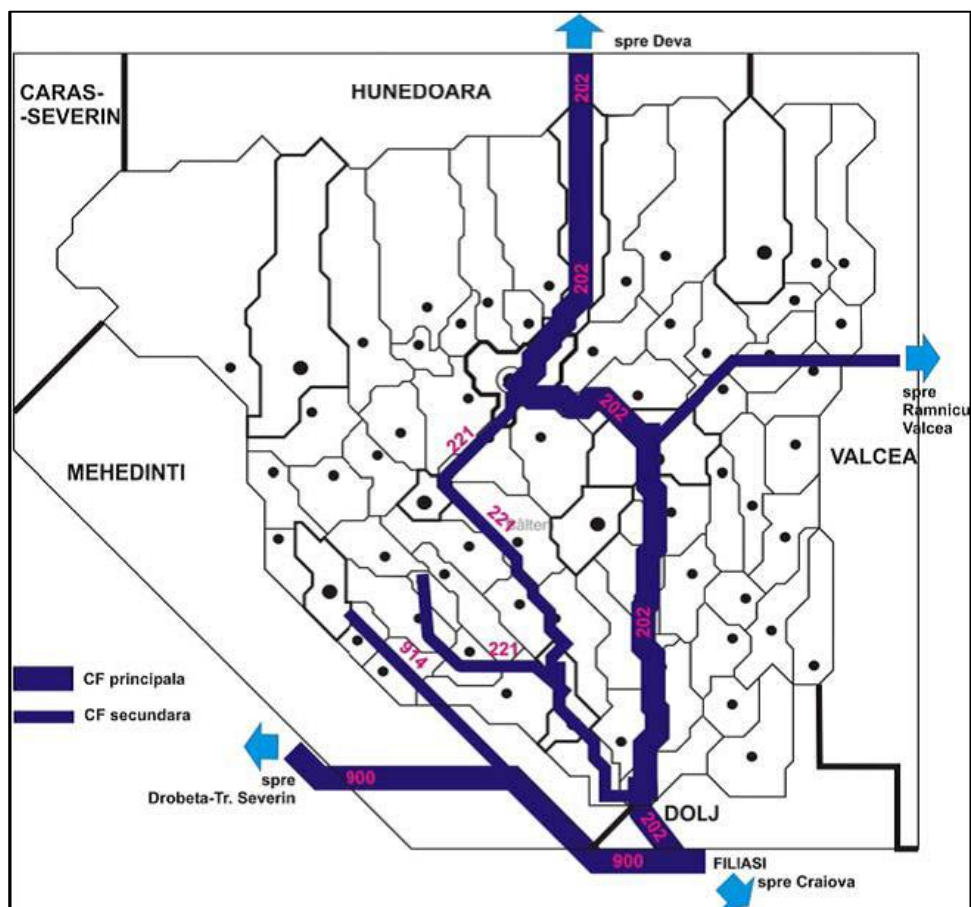 spre Deva
CARAS-
-SEVERIN
HUNEDOARA
202
202
spre
Ramnicu
Valcea
202
221
MEHEDINTI
VALCEA
221
Bâlteni
202
914
221
CF principala
CF secundara
spre
Drobeta-Tr. Severin
900
DOLJ
202
900
FILIASI
spre Craiova